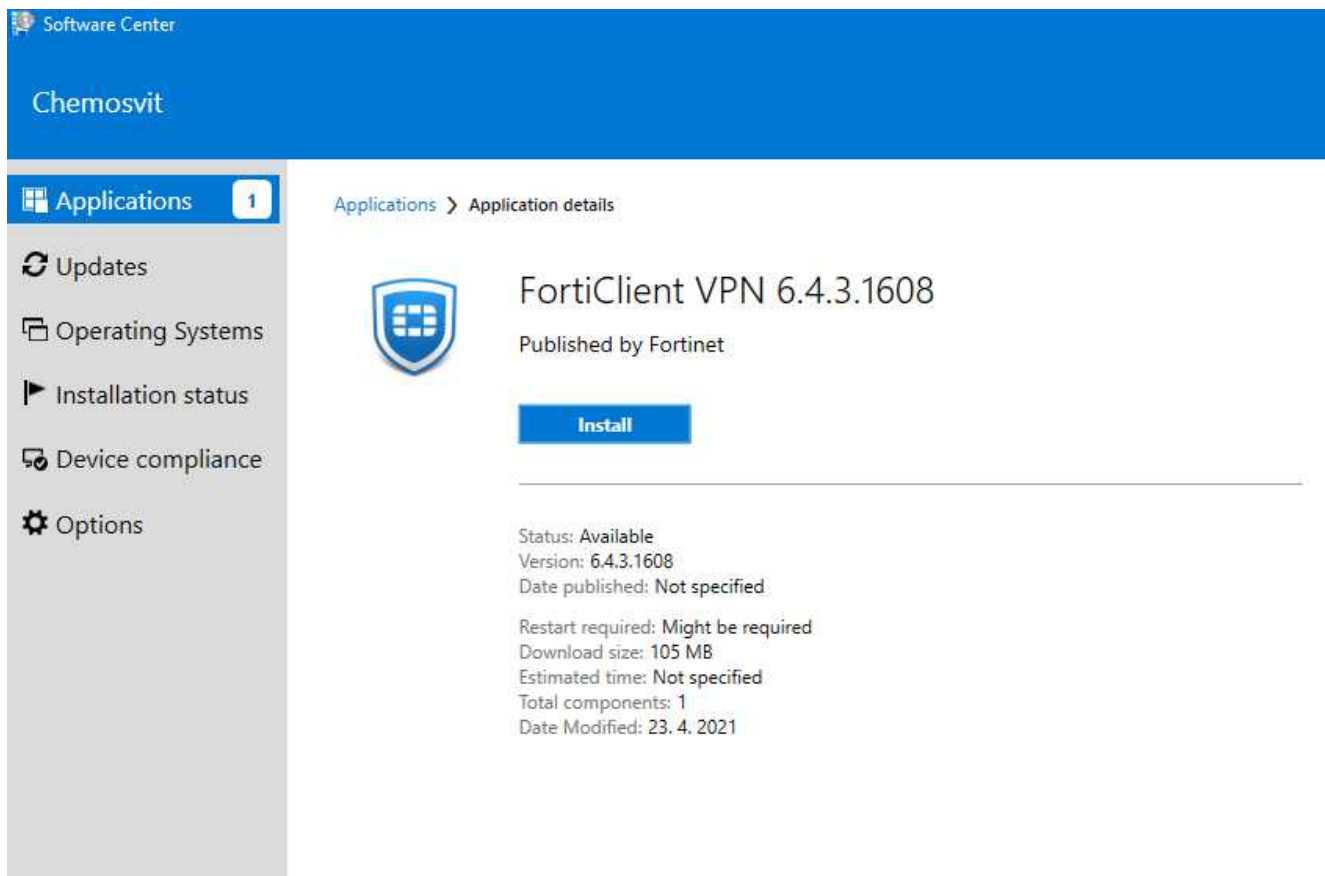 Software Center
Chemosvit
Applications 1
Updates
Operating Systems
Installation status
Device compliance
Options
Applications > Application details
FortiClient VPN 6.4.3.1608
Published by Fortinet
Install
Status: Available
Version: 6.4.3.1608
Date published: Not specified
Restart required: Might be required
Download size: 105 MB
Estimated time: Not specified
Total components: 1
Date Modified: 23. 4. 2021